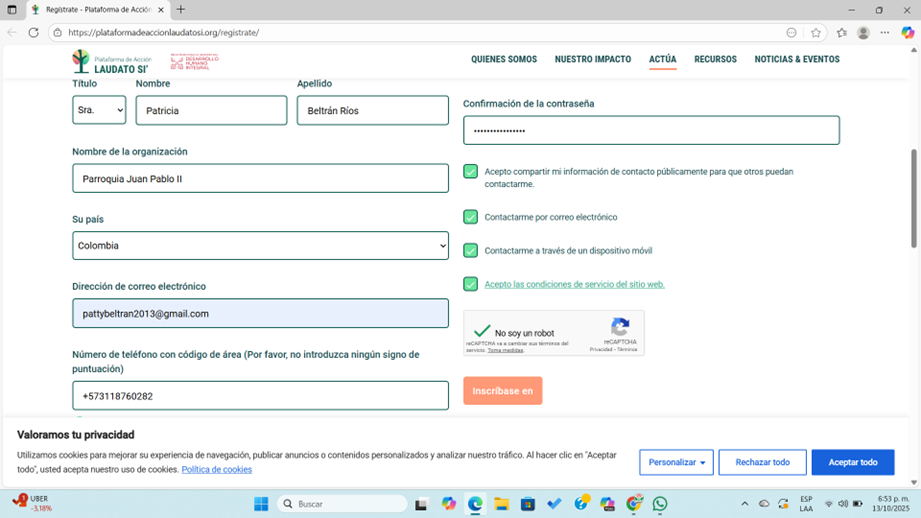 Regístrate - Plataforma de Acción
https://plataformadeaccionlaudatosi.org/registrate/
Plataforma de Acción
LAUDATO SI'
DESARROLLO
HUMANO
INTEGRAL
QUIENES SOMOS
NUESTRO IMPACTO
ACTÚA
RECURSOS
NOTICIAS & EVENTOS
Título
Nombre
Apellido
Sra.
Patricia
Beltrán Ríos
Nombre de la organización
Parroquia Juan Pablo II
Su país
Colombia
Dirección de correo electrónico
pattybeltran2013@gmail.com
Número de teléfono con código de área (Por favor, no introduzca ningún signo de
puntuación)
+573118760282
Confirmación de la contraseña
••••••••••••••••
Acepto compartir mi información de contacto públicamente para que otros puedan
contactarme.
Contactarme por correo electrónico
Contactarme a través de un dispositivo móvil
Acepto las condiciones de servicio del sitio web.
No soy un robot
reCAPTCHA va a cambiar sus términos del
servicio. Toma medidas.
reCAPTCHA
Privacidad - Términos
Inscríbase en
Valoramos tu privacidad
Utilizamos cookies para mejorar su experiencia de navegación, publicar anuncios o contenidos personalizados y analizar nuestro tráfico. Al hacer clic en "Aceptar
todo", usted acepta nuestro uso de cookies. Política de cookies
Personalizar
Rechazar todo
Aceptar todo
1
UBER
-3,18%
Buscar
ESP
LAA
6:53 p. m.
13/10/2025